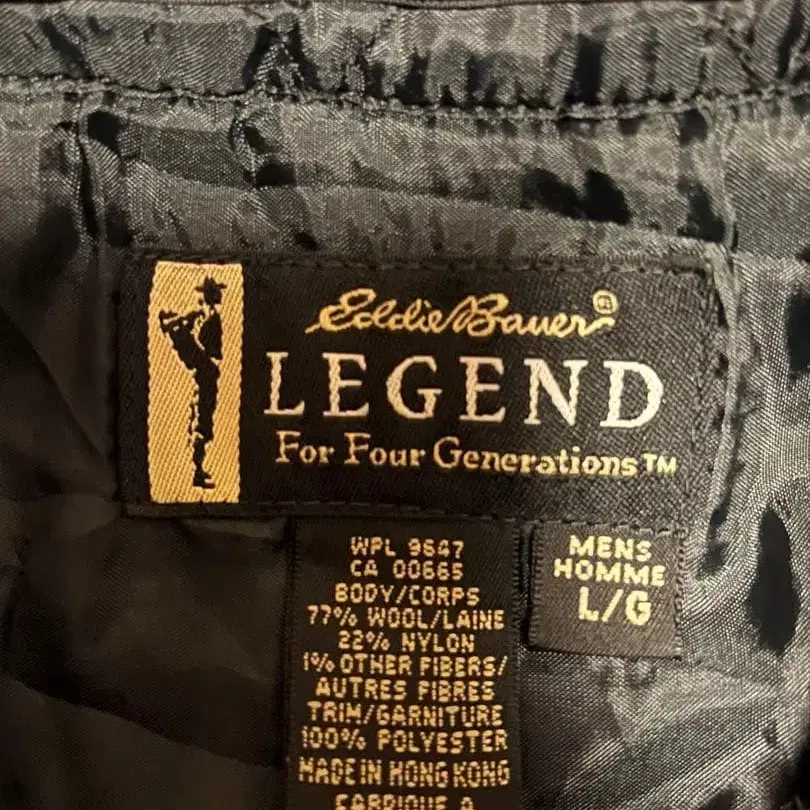 Eddie Bauer®
LEGEND
For Four Generations™
WPL 9647
CA 00665
BODY/CORPS
77% WOOL/LAINE
22% NYLON
1% OTHER FIBERS/
AUTRES FIBRES
TRIM/GARNITURE
100% POLYESTER
MADE IN HONG KONG
FABRIQUE A
MENS
HOMME
L/G